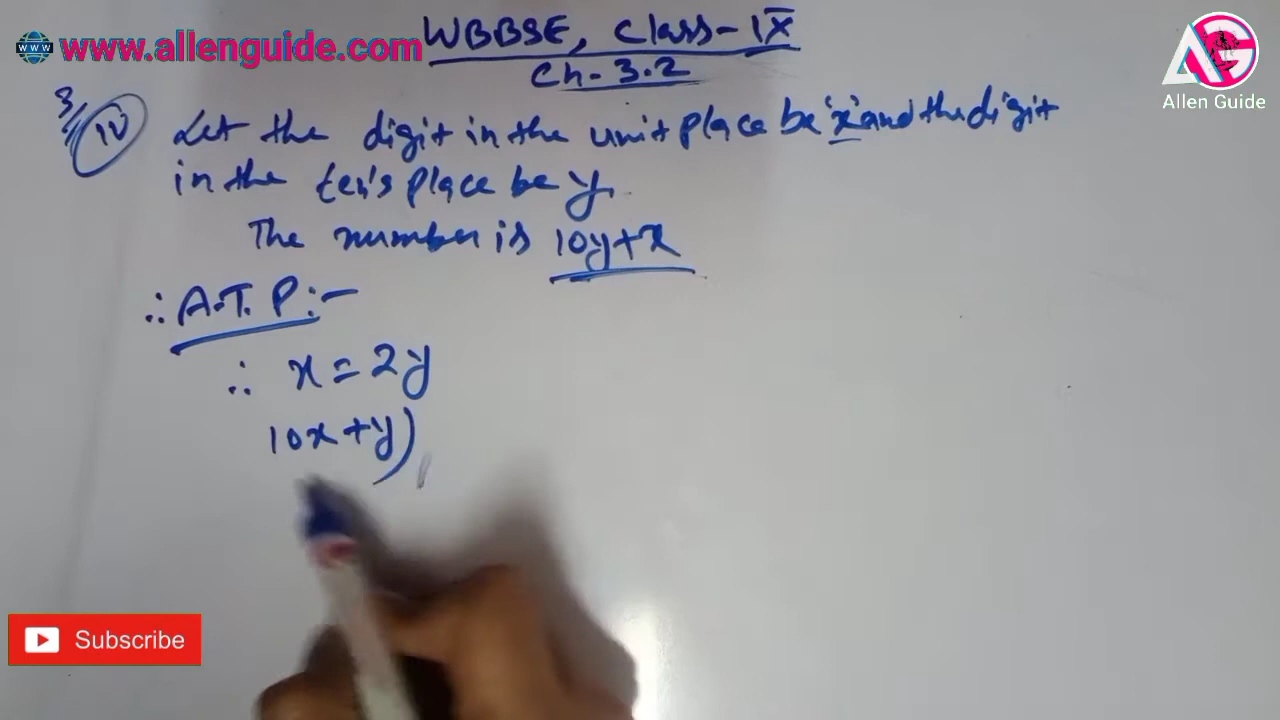 www.allenguide.com
WBBSE, Class-IX
Ch-3.2
Allen Guide
3/
iv
Let the digit in the unit place be 'x' and the digit
in the ten's place be y.
The number is 10y+x
∴ A.T.P:-
∴ x = 2y
10x+y)
Subscribe